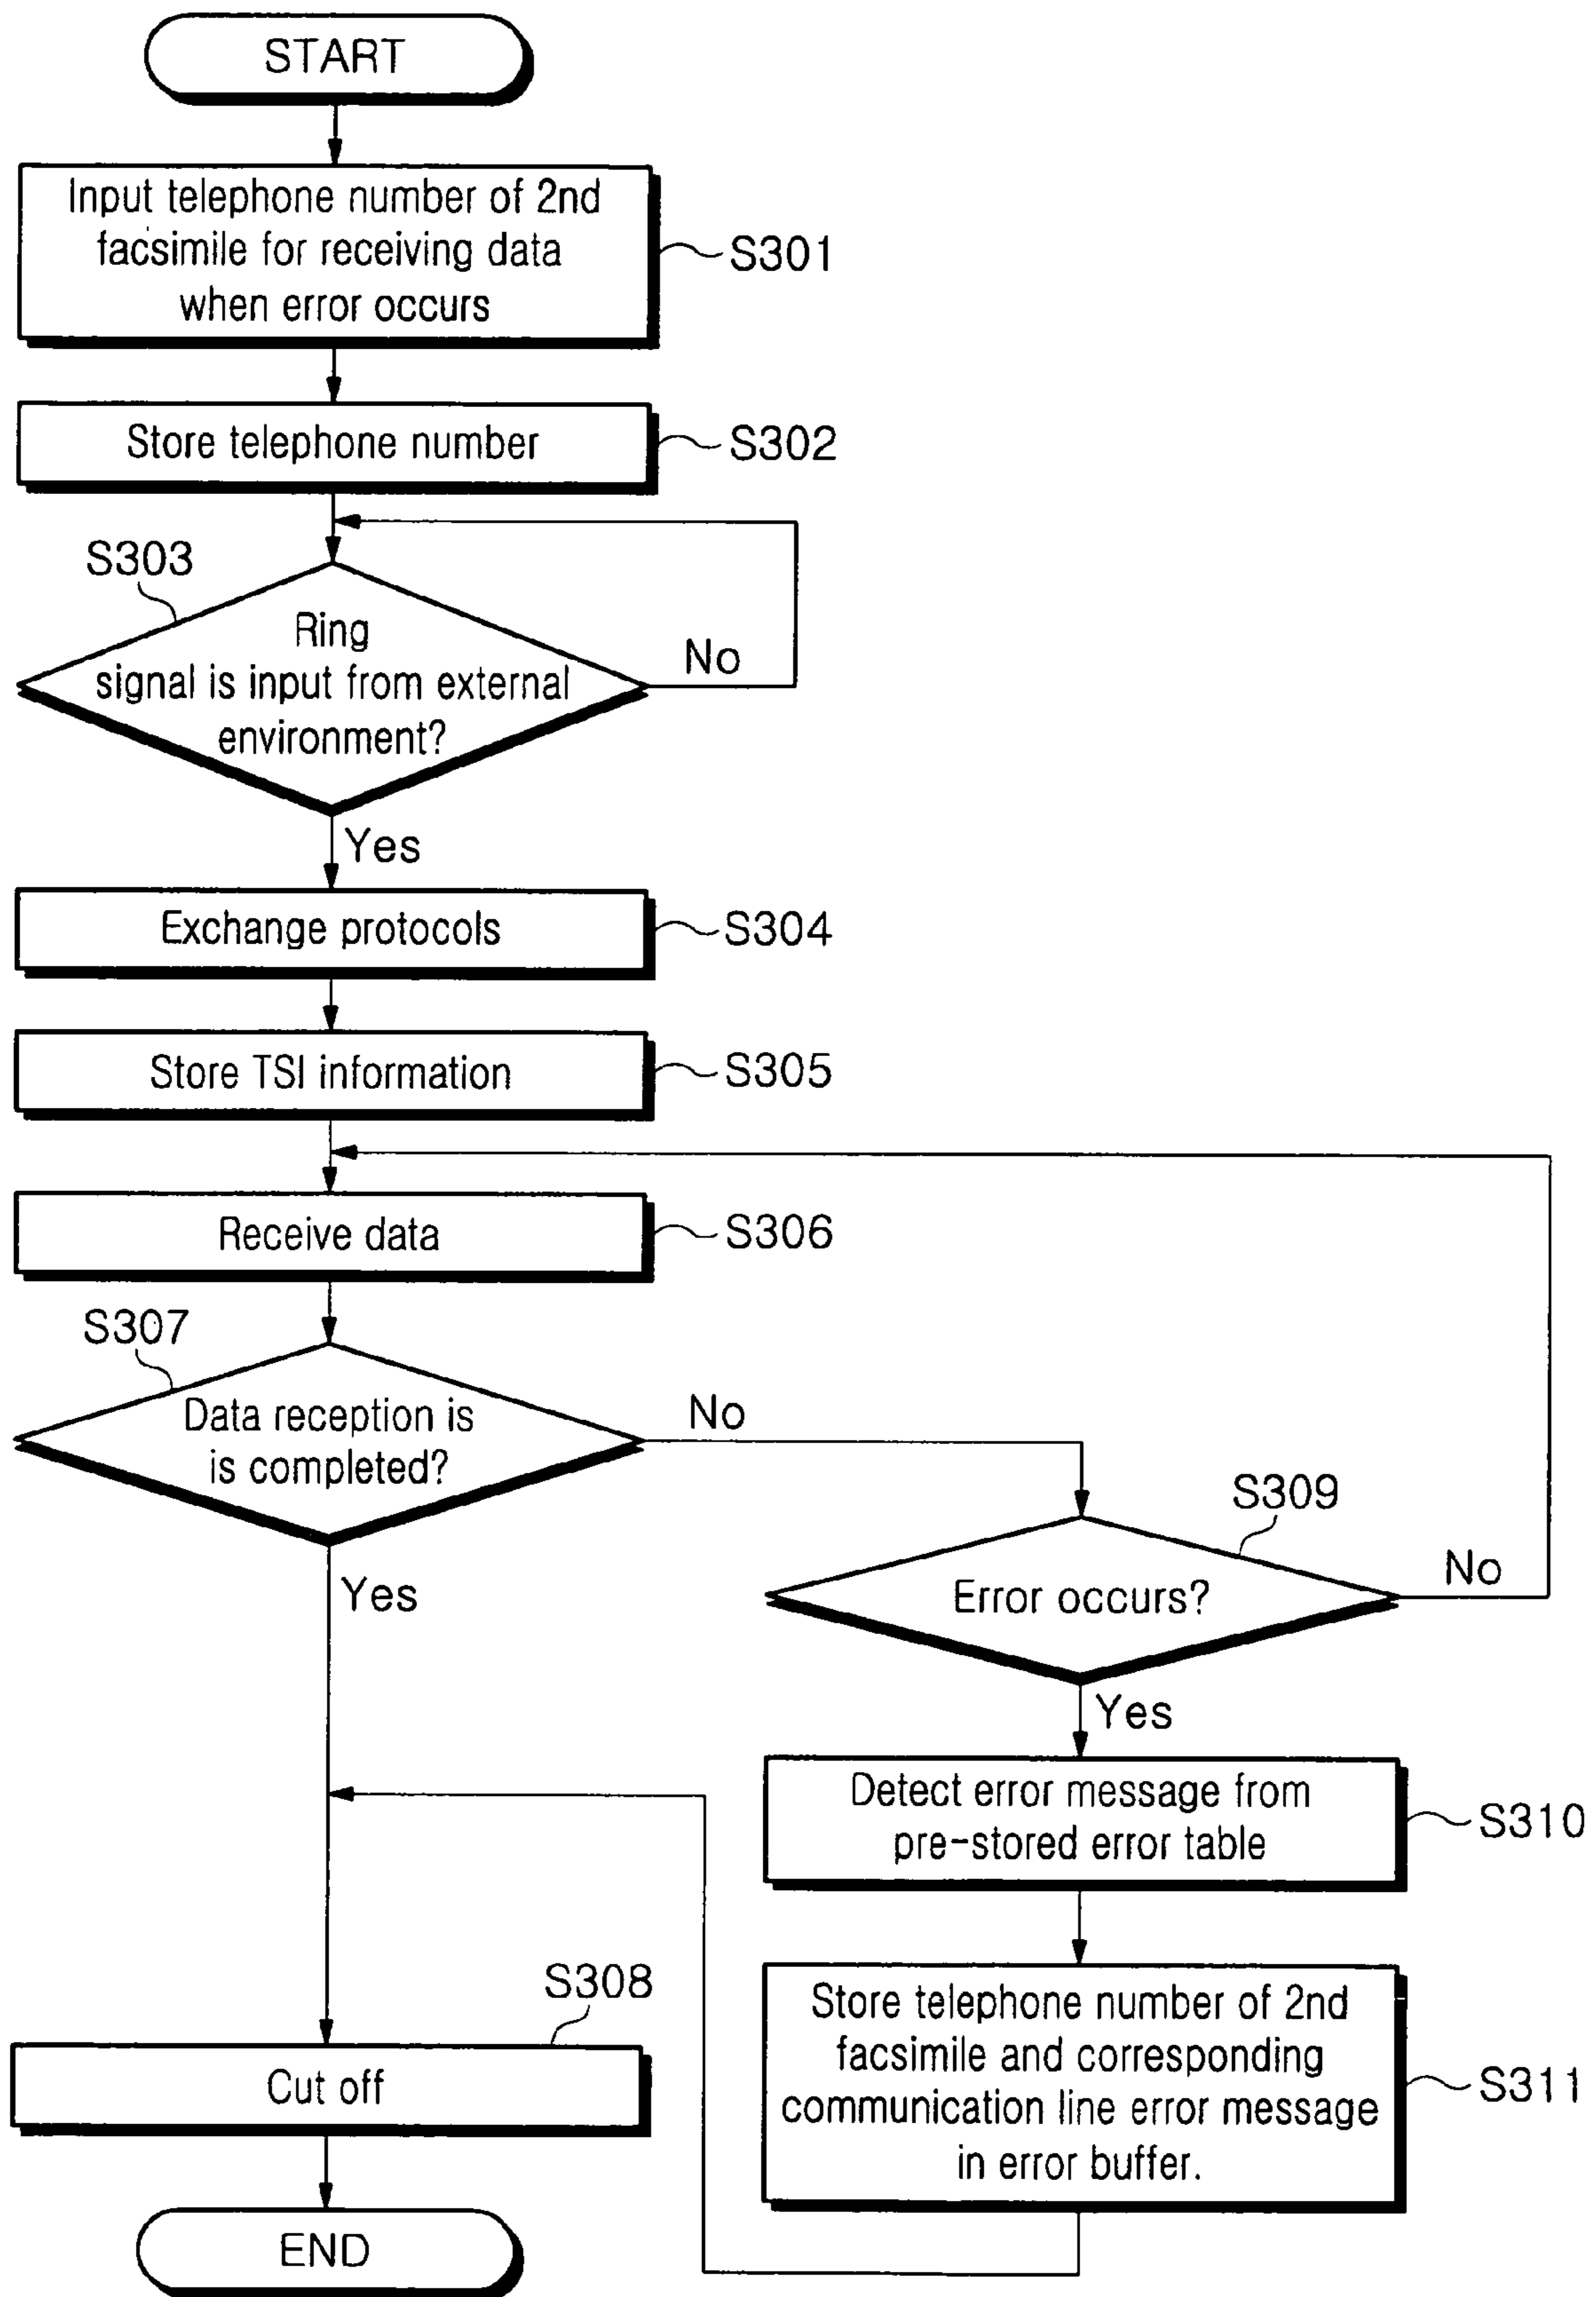 START
Input telephone number of 2nd
facsimile for receiving data
when error occurs
S301
Store telephone number
S302
S303
Ring
signal is input from external
environment?
No
Yes
Exchange protocols
S304
Store TSI information
S305
Receive data
S306
S307
Data reception is
is completed?
No
Yes
S309
Error occurs?
No
Yes
Detect error message from
pre-stored error table
S310
Store telephone number of 2nd
facsimile and corresponding
communication line error message
in error buffer.
S311
S308
Cut off
END